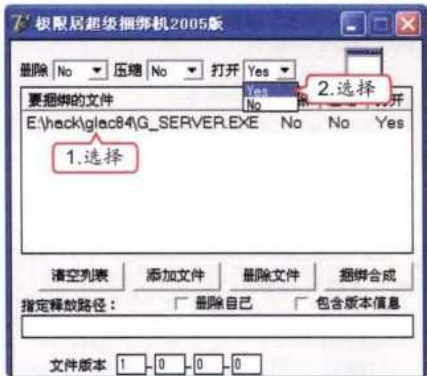 极限居超级捆绑机2005版
删除 No 压缩 No 打开 Yes
Yes
No
2.选择
要捆绑的文件 开
E:\hack\glac84\G_SERVER.EXE No No Yes
1.选择
清空列表 添加文件 删除文件 捆绑合成
指定释放路径： 删除自己 包含版本信息
文件版本 1 - 0 - 0 - 0